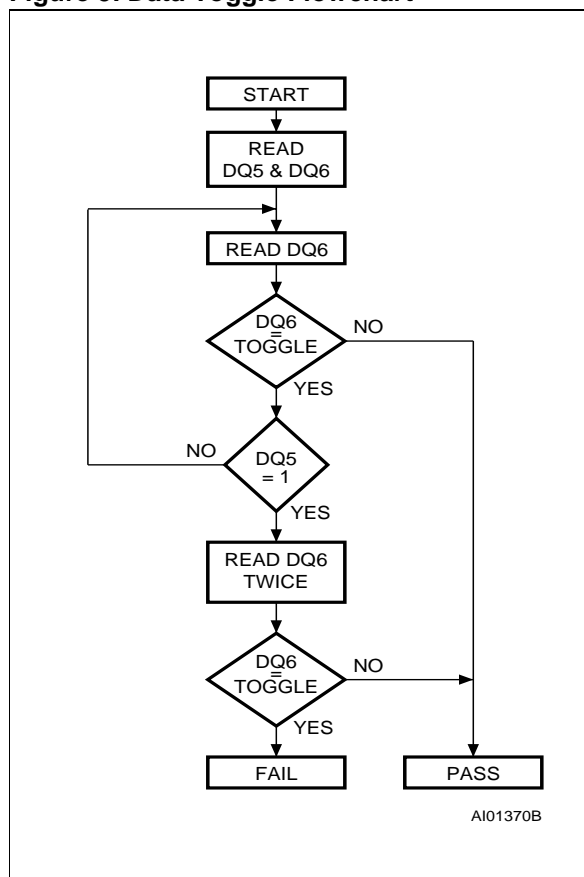 Figure Data Toggle Flowchart
START
READ
DQ5 & DQ6
READ DQ6
DQ6
=
TOGGLE
NO
YES
NO
DQ5
= 1
YES
READ DQ6
TWICE
DQ6
=
TOGGLE
NO
YES
FAIL
PASS
AI01370B